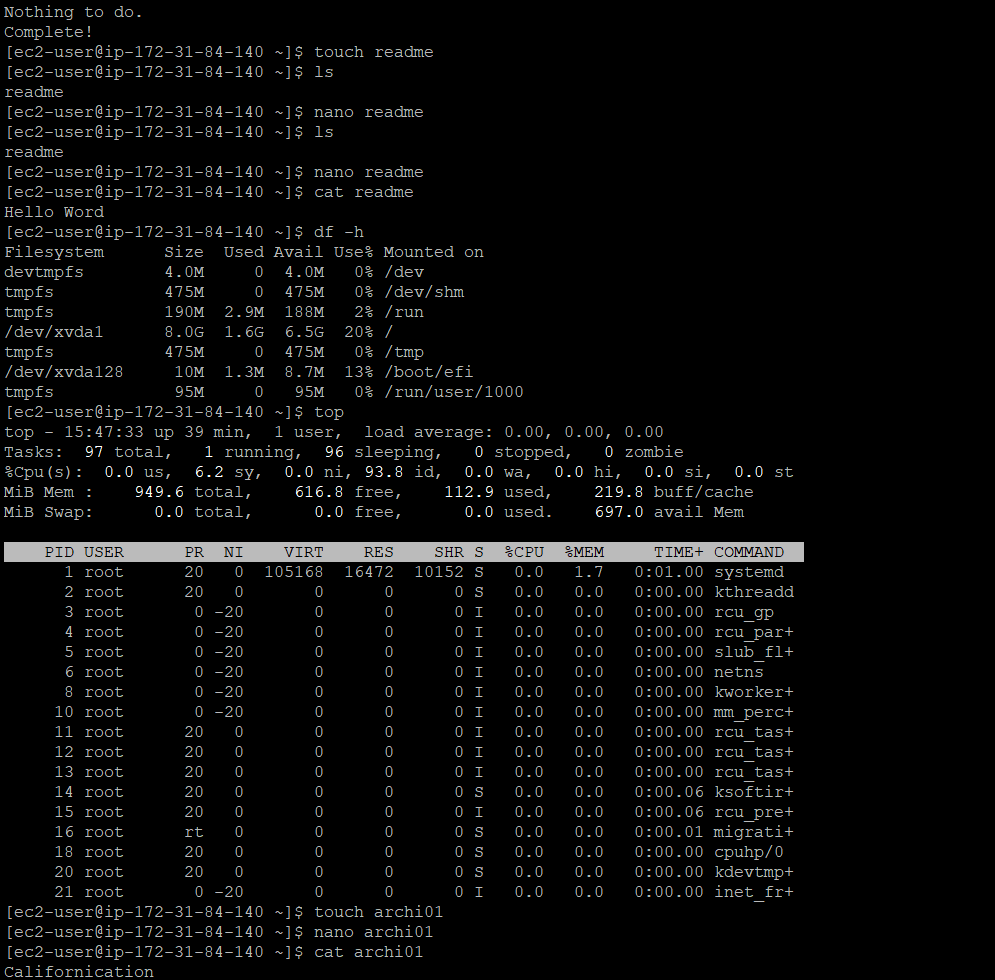 Nothing to do.
Complete!
[ec2-user@ip-172-31-84-140 ~]$ touch readme
[ec2-user@ip-172-31-84-140 ~]$ ls
readme
[ec2-user@ip-172-31-84-140 ~]$ nano readme
[ec2-user@ip-172-31-84-140 ~]$ ls
readme
[ec2-user@ip-172-31-84-140 ~]$ nano readme
[ec2-user@ip-172-31-84-140 ~]$ cat readme
Hello Word
[ec2-user@ip-172-31-84-140 ~]$ df -h
Filesystem      Size  Used Avail Use% Mounted on
devtmpfs        4.0M     0  4.0M   0% /dev
tmpfs           475M     0  475M   0% /dev/shm
tmpfs           190M  2.9M  188M   2% /run
/dev/xvda1      8.0G  1.6G  6.5G  20% /
tmpfs           475M     0  475M   0% /tmp
/dev/xvda128     10M  1.3M  8.7M  13% /boot/efi
tmpfs            95M     0   95M   0% /run/user/1000
[ec2-user@ip-172-31-84-140 ~]$ top
top - 15:47:33 up 39 min,  1 user,  load average: 0.00, 0.00, 0.00
Tasks:  97 total,   1 running,  96 sleeping,   0 stopped,   0 zombie
%Cpu(s):  0.0 us,  6.2 sy,  0.0 ni, 93.8 id,  0.0 wa,  0.0 hi,  0.0 si,  0.0 st
MiB Mem :    949.6 total,    616.8 free,    112.9 used,    219.8 buff/cache
MiB Swap:      0.0 total,      0.0 free,      0.0 used.    697.0 avail Mem
    PID USER      PR  NI    VIRT    RES    SHR S  %CPU  %MEM     TIME+ COMMAND
      1 root      20   0  105168  16472  10152 S   0.0   1.7   0:01.00 systemd
      2 root      20   0       0      0      0 S   0.0   0.0   0:00.00 kthreadd
      3 root       0 -20       0      0      0 I   0.0   0.0   0:00.00 rcu_gp
      4 root       0 -20       0      0      0 I   0.0   0.0   0:00.00 rcu_par+
      5 root       0 -20       0      0      0 I   0.0   0.0   0:00.00 slub_fl+
      6 root       0 -20       0      0      0 I   0.0   0.0   0:00.00 netns
      8 root       0 -20       0      0      0 I   0.0   0.0   0:00.00 kworker+
     10 root       0 -20       0      0      0 I   0.0   0.0   0:00.00 mm_perc+
     11 root      20   0       0      0      0 I   0.0   0.0   0:00.00 rcu_tas+
     12 root      20   0       0      0      0 I   0.0   0.0   0:00.00 rcu_tas+
     13 root      20   0       0      0      0 I   0.0   0.0   0:00.00 rcu_tas+
     14 root      20   0       0      0      0 S   0.0   0.0   0:00.06 ksoftir+
     15 root      20   0       0      0      0 I   0.0   0.0   0:00.06 rcu_pre+
     16 root      rt   0       0      0      0 S   0.0   0.0   0:00.01 migrati+
     18 root      20   0       0      0      0 S   0.0   0.0   0:00.00 cpuhp/0
     20 root      20   0       0      0      0 S   0.0   0.0   0:00.00 kdevtmp+
     21 root       0 -20       0      0      0 I   0.0   0.0   0:00.00 inet_fr+
[ec2-user@ip-172-31-84-140 ~]$ touch archi01
[ec2-user@ip-172-31-84-140 ~]$ nano archi01
[ec2-user@ip-172-31-84-140 ~]$ cat archi01
Californication